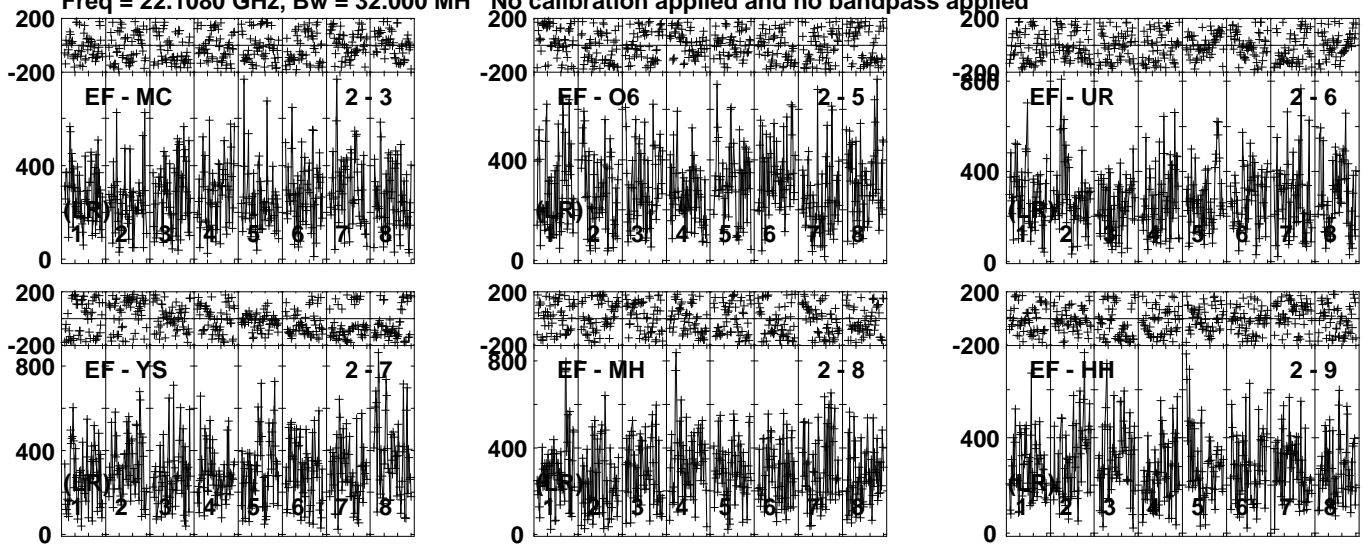 Freq = 22.1080 GHz, Bw = 32.000 MH No calibration applied and no bandpass applied
200 200 200
-200 -200 -200
800
EF - MC 2 - 3 EF - O6 2 - 5 EF - UR 2 - 6
400 400 400
(LR) (LR) (LR)
1 2 3 4 5 6 7 8 1 2 3 4 5 6 7 8 1 2 3 4 5 6 7 8
0 0 0
200 200 200
-200 -200 -200
800 800
EF - YS 2 - 7 EF - MH 2 - 8 EF - HH 2 - 9
400 400 400
(LR) (LR) (LR)
1 2 3 4 5 6 7 8 1 2 3 4 5 6 7 8 1 2 3 4 5 6 7 8
0 0 0